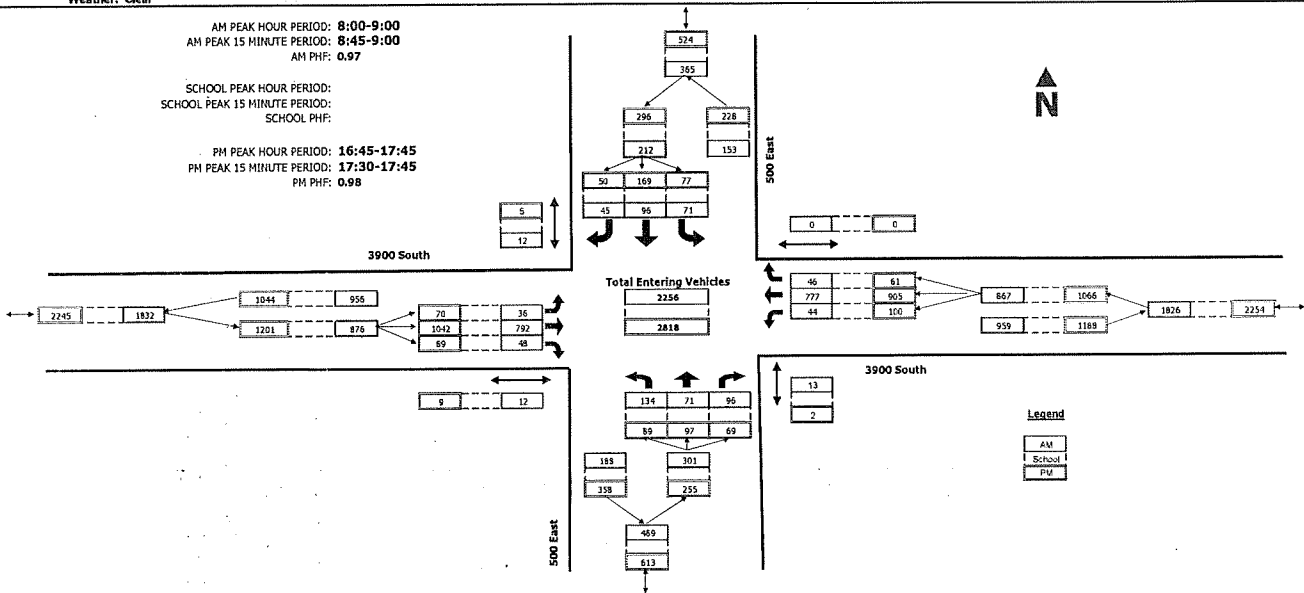 Weather: Clear
AM PEAK HOUR PERIOD: 8:00-9:00
AM PEAK 15 MINUTE PERIOD: 8:45-9:00
AM PHF: 0.97
SCHOOL PEAK HOUR PERIOD:
SCHOOL PEAK 15 MINUTE PERIOD:
SCHOOL PHF:
PM PEAK HOUR PERIOD: 16:45-17:45
PM PEAK 15 MINUTE PERIOD: 17:30-17:45
PM PHF: 0.98
524
365
N
296
228
212
153
500 East
50 169 77
45 96 71
5
12
0 0
3900 South
Total Entering Vehicles
2256
2818
1044 956
2245 1832
1201 876
70 36
1042 792
89 48
46 61
777 905
44 100
867 1066
959 1188
1826 2254
3900 South
9 12
134 71 96
89 97 69
13
2
Legend
AM
School
PM
188 301
358 255
500 East
489
613